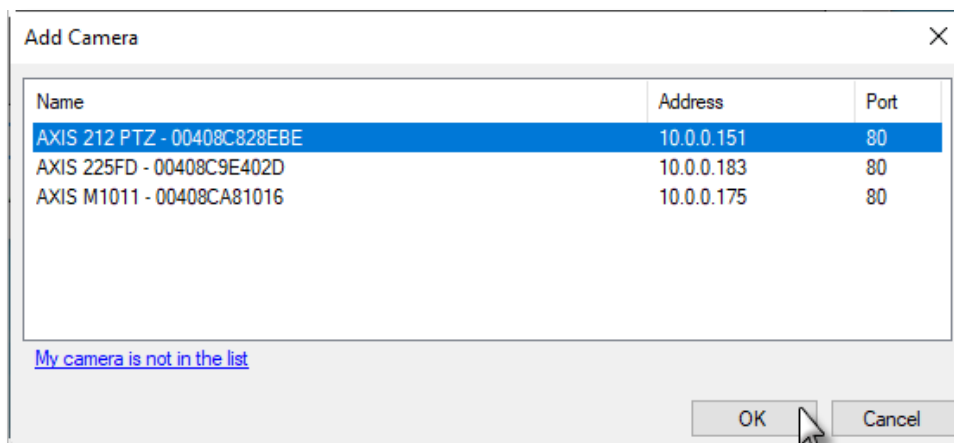 Add Camera
Name Address Port
AXIS 212 PTZ - 00408C828EBE 10.0.0.151 80
AXIS 225FD - 00408C9E402D 10.0.0.183 80
AXIS M1011 - 00408CA81016 10.0.0.175 80
My camera is not in the list
OK Cancel